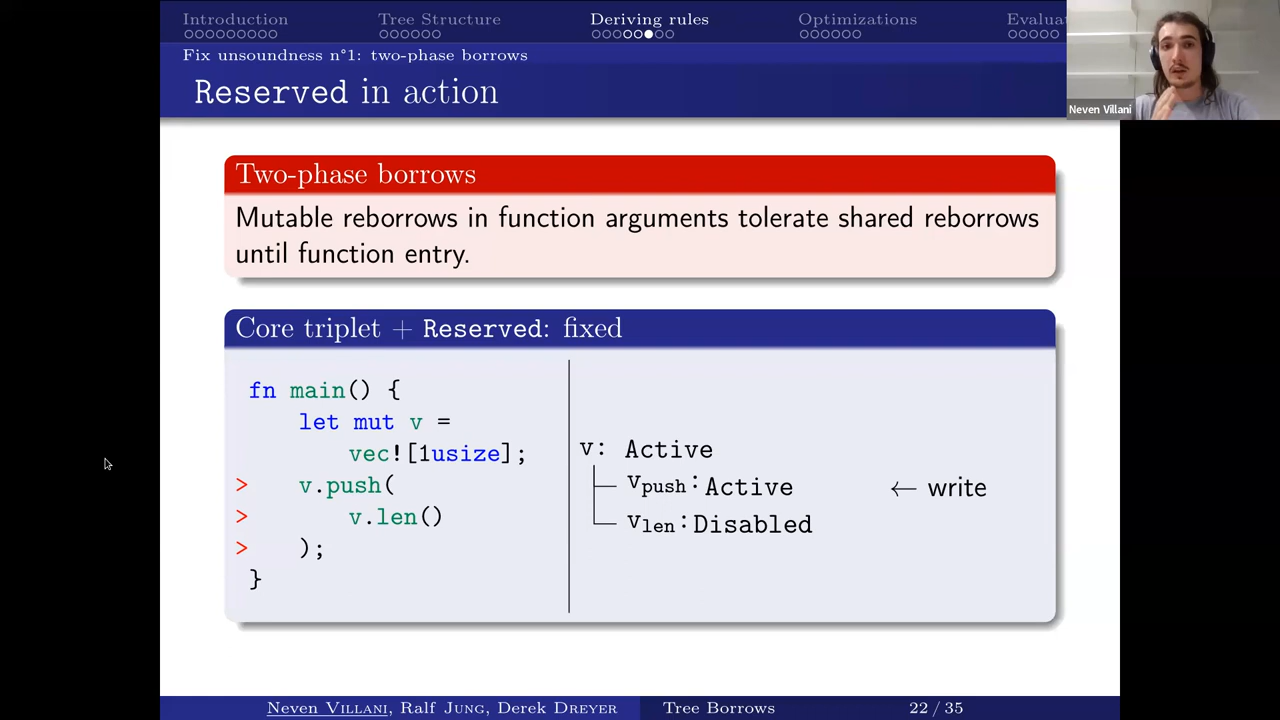 Introduction Tree Structure Deriving rules Optimizations Evalua
Fix unsoundness n°1: two-phase borrows
Reserved in action
Neven Villani
Two-phase borrows
Mutable reborrows in function arguments tolerate shared reborrows
until function entry.
Core triplet + Reserved: fixed
fn main() {
let mut v =
vec![1usize];
> v.push(
> v.len()
> );
}
v: Active
vpush: Active ← write
vlen: Disabled
Neven Villani, Ralf Jung, Derek Dreyer Tree Borrows 22 / 35